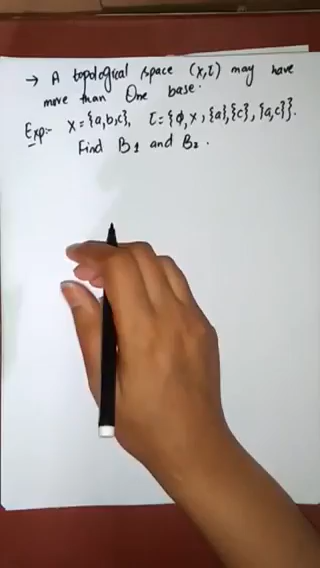 → A topological space (X,τ) may have
more than One base.
Exp:- X = {a,b,c}, τ = {φ, X, {a},{c}, {a,c}}.
Find B1 and B2.